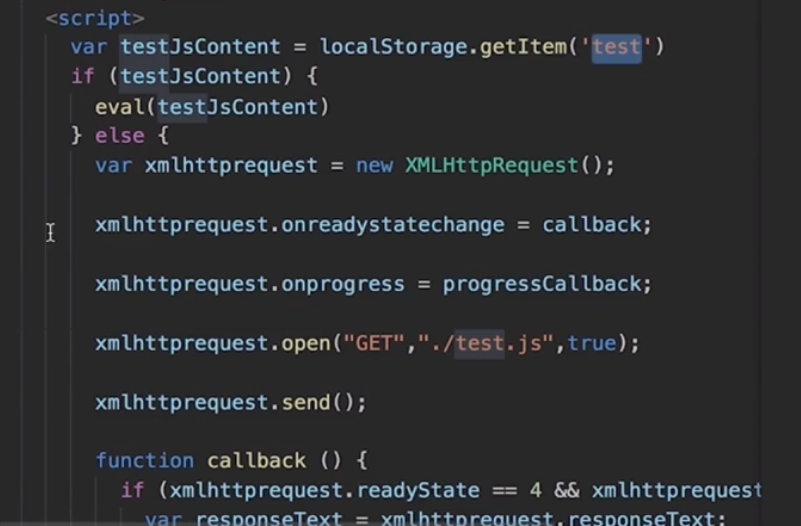 <script>
var testJsContent = localStorage.getItem('test')
if (testJsContent) {
eval(testJsContent)
} else {
var xmlhttprequest = new XMLHttpRequest();
xmlhttprequest.onreadystatechange = callback;
xmlhttprequest.onprogress = progressCallback;
xmlhttprequest.open("GET","./test.js",true);
xmlhttprequest.send();
function callback () {
if (xmlhttprequest.readyState == 4 && xmlhttprequest
var responseText = xmlhttprequest.responseText;